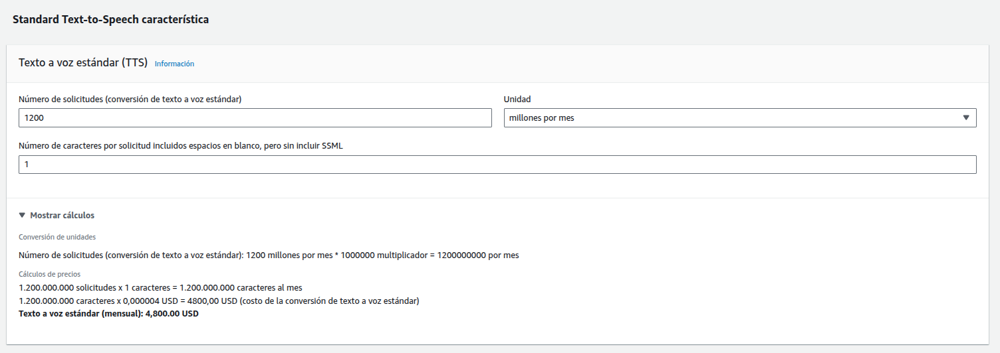 Standard Text-to-Speech característica
Texto a voz estándar (TTS) Información
Número de solicitudes (conversión de texto a voz estándar)
Unidad
1200
millones por mes
Número de caracteres por solicitud incluidos espacios en blanco, pero sin incluir SSML
1
Mostrar cálculos
Conversión de unidades
Número de solicitudes (conversión de texto a voz estándar): 1200 millones por mes * 1000000 multiplicador = 1200000000 por mes
Cálculos de precios
1.200.000.000 solicitudes x 1 caracteres = 1.200.000.000 caracteres al mes
1.200.000.000 caracteres x 0,000004 USD = 4800,00 USD (costo de la conversión de texto a voz estándar)
Texto a voz estándar (mensual): 4,800.00 USD